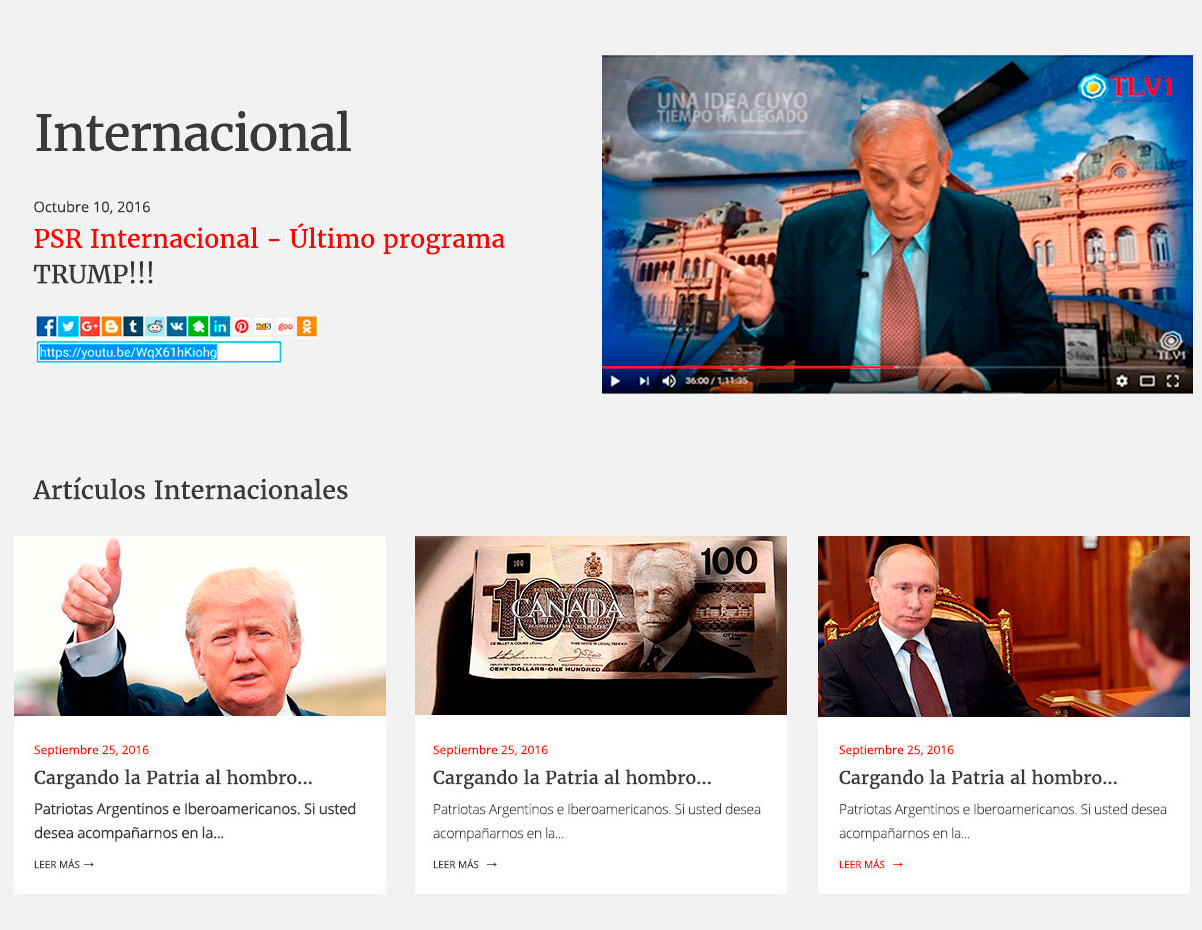 Internacional
Octubre 10, 2016
PSR Internacional - Último programa
TRUMP!!!
https://youtu.be/WqX61hKiohg
UNA IDEA CUYO
TIEMPO HA LLEGADO
TLV1
TLV1
36:00 / 1:11:35
Artículos Internacionales
100
100
CANADA
100
OTTAWA
CENT•DOLLARS•ONE HUNDRED
Septiembre 25, 2016
Cargando la Patria al hombro...
Patriotas Argentinos e Iberoamericanos. Si usted
desea acompañarnos en la...
LEER MÁS →
Septiembre 25, 2016
Cargando la Patria al hombro...
Patriotas Argentinos e Iberoamericanos. Si usted desea
acompañarnos en la...
LEER MÁS →
Septiembre 25, 2016
Cargando la Patria al hombro...
Patriotas Argentinos e Iberoamericanos. Si usted desea
acompañarnos en la...
LEER MÁS →